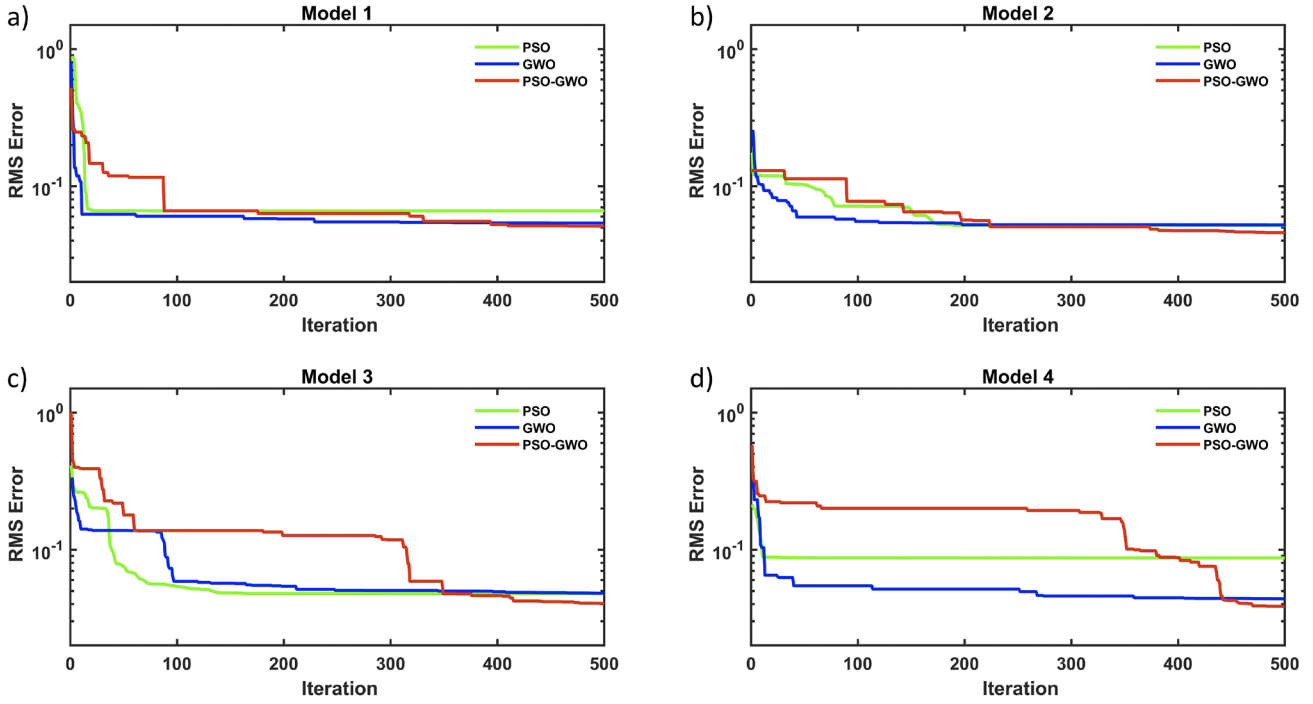 a)
Model 1
RMS Error
10^0
10^-1
PSO
GWO
PSO-GWO
0 100 200 300 400 500
Iteration
b)
Model 2
RMS Error
10^0
10^-1
PSO
GWO
PSO-GWO
0 100 200 300 400 500
Iteration
c)
Model 3
RMS Error
10^0
10^-1
PSO
GWO
PSO-GWO
0 100 200 300 400 500
Iteration
d)
Model 4
RMS Error
10^0
10^-1
PSO
GWO
PSO-GWO
0 100 200 300 400 500
Iteration